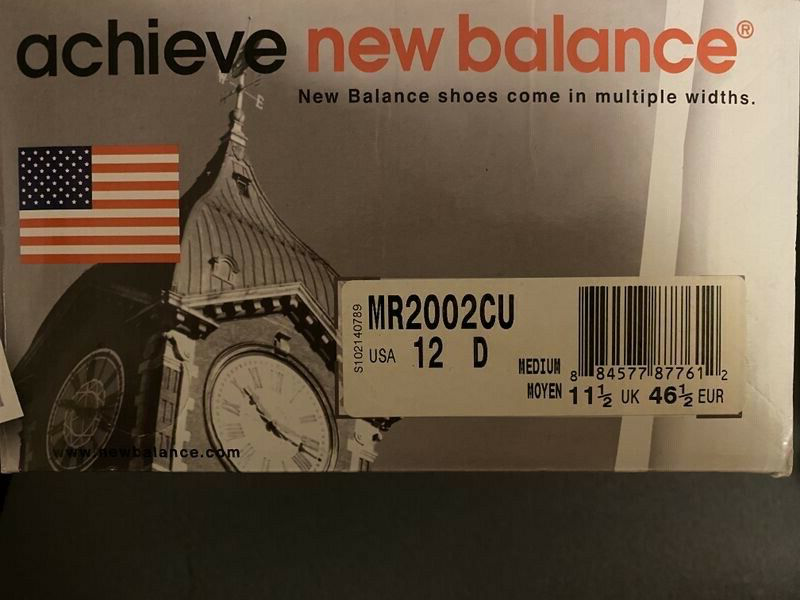 achieve new balance®
New Balance shoes come in multiple widths.
W E
S102140789
MR2002CU
USA 12 D
MEDIUM
MOYEN
8 84577 87761 2
11½ UK 46½ EUR
www.newbalance.com